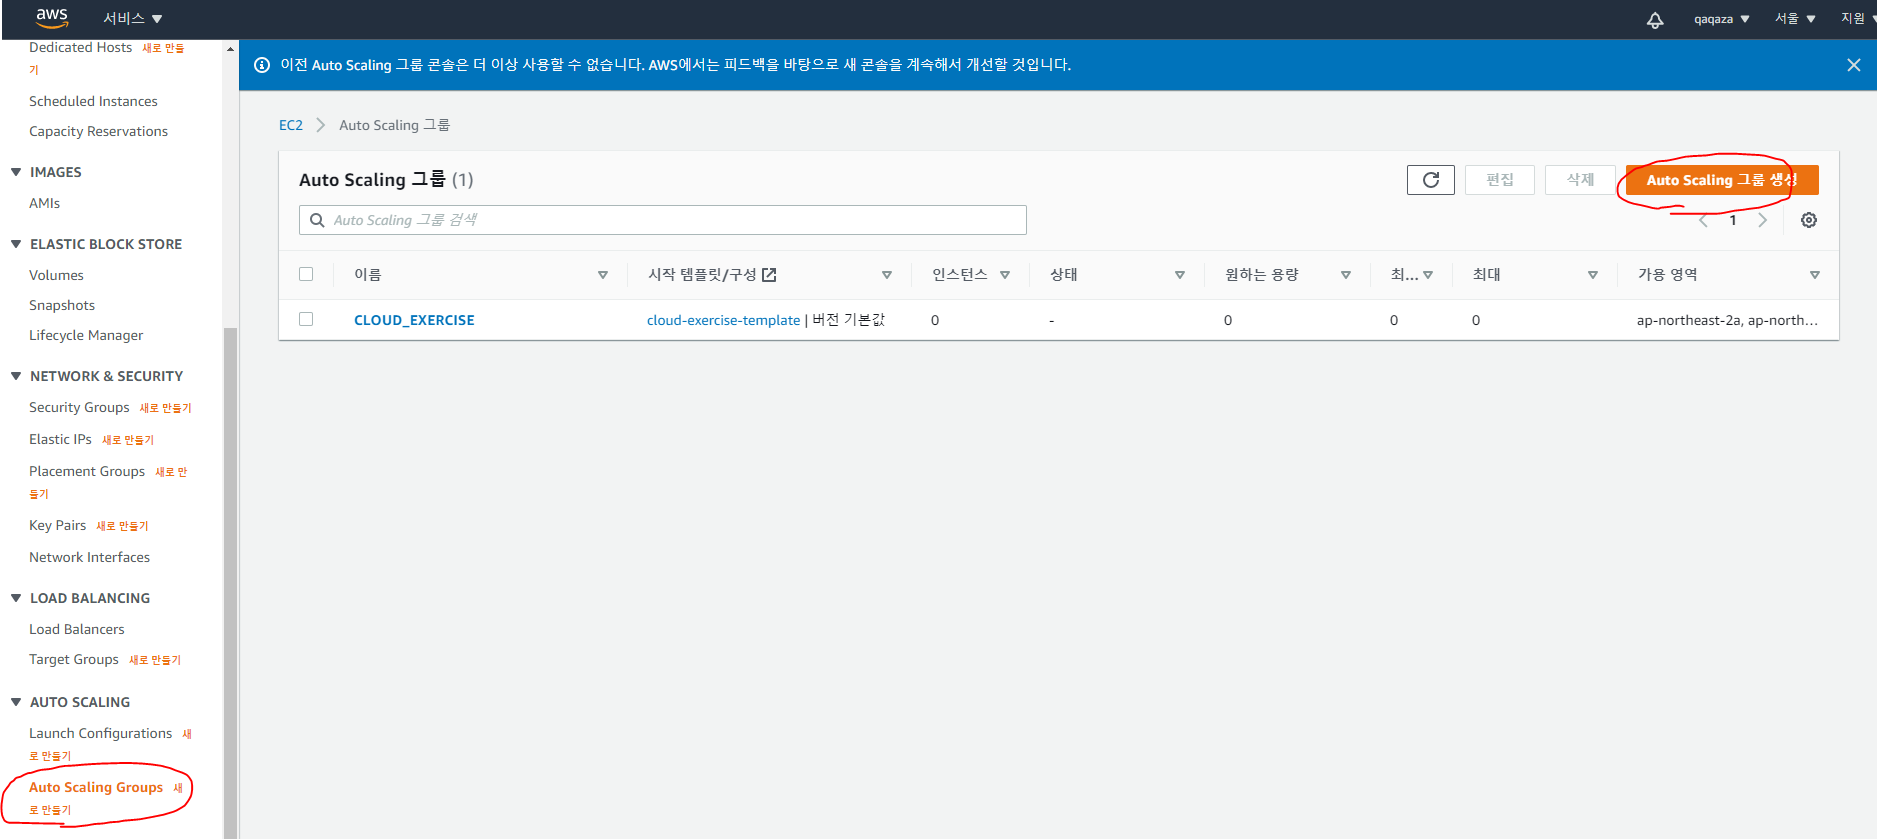 aws 서비스 qaqaza 서울 지원
Dedicated Hosts 새로 만들
기
Scheduled Instances
Capacity Reservations
IMAGES
AMIs
ELASTIC BLOCK STORE
Volumes
Snapshots
Lifecycle Manager
NETWORK & SECURITY
Security Groups 새로 만들기
Elastic IPs 새로 만들기
Placement Groups 새로 만
들기
Key Pairs 새로 만들기
Network Interfaces
LOAD BALANCING
Load Balancers
Target Groups 새로 만들기
AUTO SCALING
Launch Configurations 새
로 만들기
Auto Scaling Groups 새
로 만들기
이전 Auto Scaling 그룹 콘솔은 더 이상 사용할 수 없습니다. AWS에서는 피드백을 바탕으로 새 콘솔을 계속해서 개선할 것입니다.
EC2 Auto Scaling 그룹
Auto Scaling 그룹 (1) 편집 삭제 Auto Scaling 그룹 생성
Auto Scaling 그룹 검색 1
이름 시작 템플릿/구성 인스턴스 상태 원하는 용량 최... 최대 가용 영역
CLOUD_EXERCISE cloud-exercise-template | 버전 기본값 0 - 0 0 0 ap-northeast-2a, ap-north...